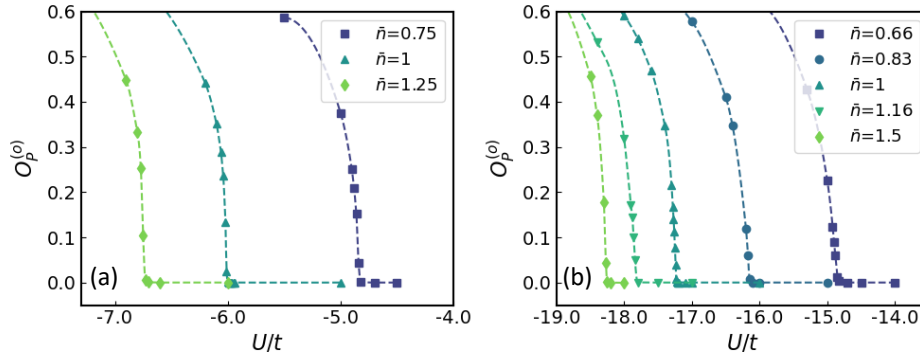 0.6
0.5
0.4
0.3
0.2
0.1
0.0
O_P^{(o)}
n̄=0.75
n̄=1
n̄=1.25
(a)
-7.0 -6.0 -5.0 -4.0
U/t
0.6
0.5
0.4
0.3
0.2
0.1
0.0
O_P^{(o)}
n̄=0.66
n̄=0.83
n̄=1
n̄=1.16
n̄=1.5
(b)
-19.0 -18.0 -17.0 -16.0 -15.0 -14.0
U/t